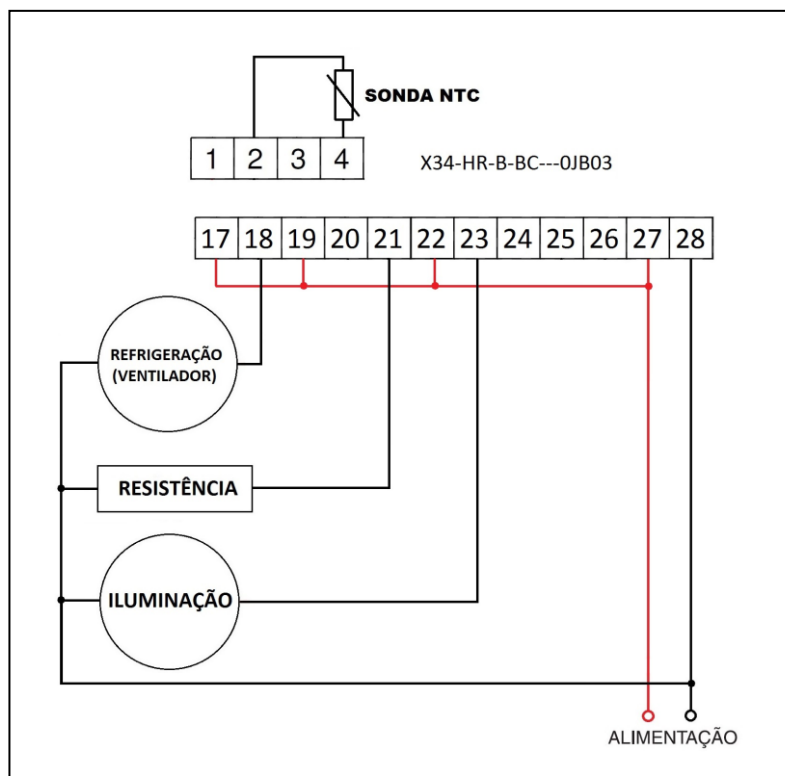 SONDA NTC
1 2 3 4
X34-HR-B-BC---0JB03
17 18 19 20 21 22 23 24 25 26 27 28
REFRIGERAÇÃO
(VENTILADOR)
RESISTÊNCIA
ILUMINAÇÃO
ALIMENTAÇÃO